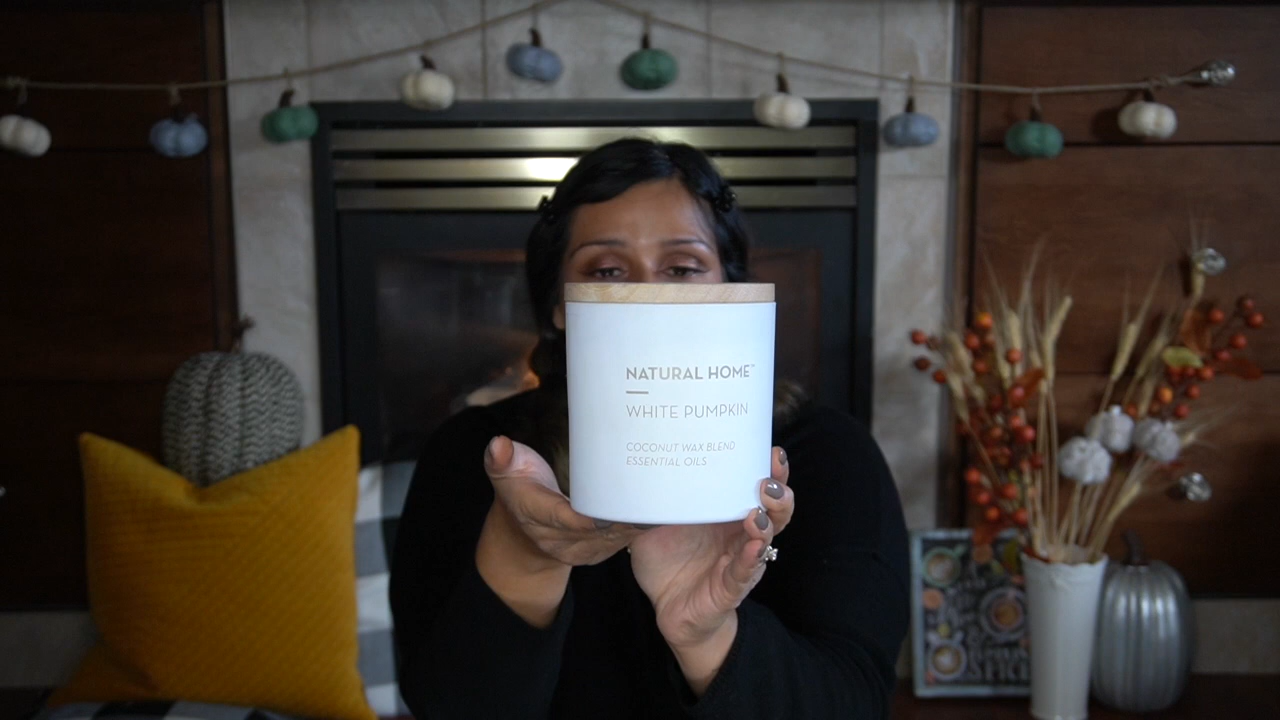 NATURAL HOME™
WHITE PUMPKIN
COCONUT WAX BLEND
ESSENTIAL OILS